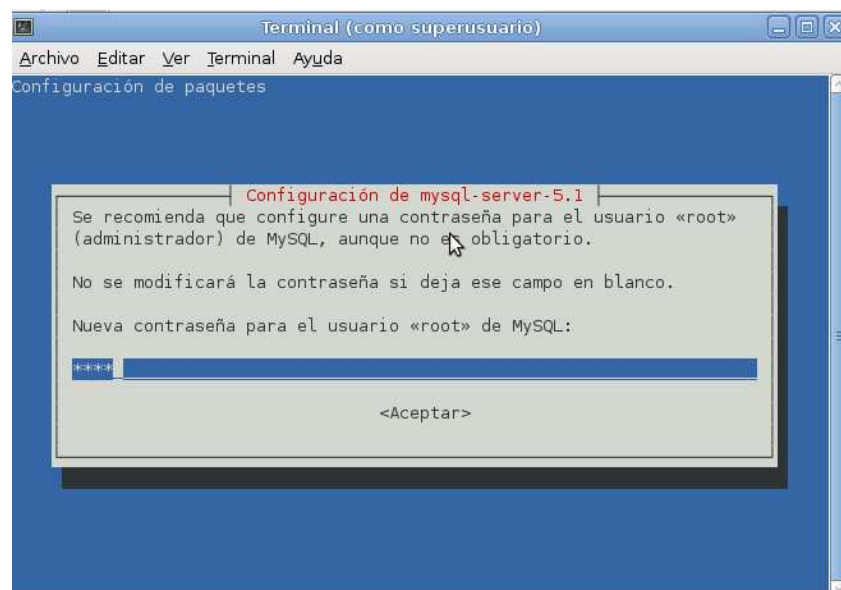 Terminal (como superusuario)
Archivo Editar Ver Terminal Ayuda
Configuración de paquetes
Configuración de mysql-server-5.1
Se recomienda que configure una contraseña para el usuario «root»
(administrador) de MySQL, aunque no es obligatorio.
No se modificará la contraseña si deja ese campo en blanco.
Nueva contraseña para el usuario «root» de MySQL:
****
<Aceptar>